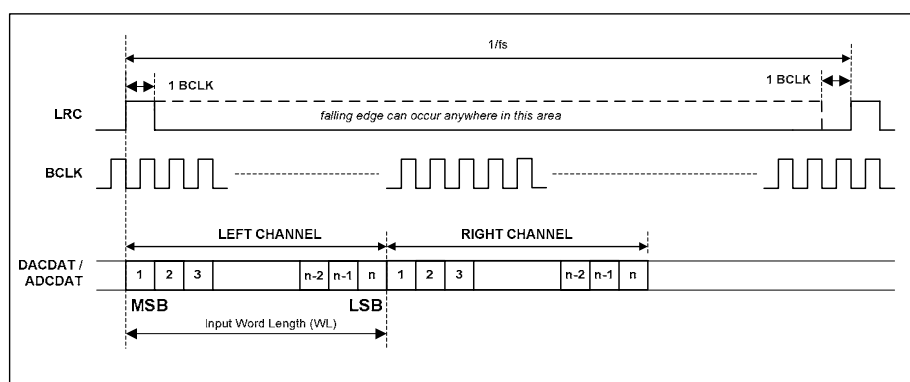 1/fs
1 BCLK
1 BCLK
LRC
falling edge can occur anywhere in this area
BCLK
LEFT CHANNEL
RIGHT CHANNEL
DACDAT /
ADCDAT
1 2 3 n-2 n-1 n 1 2 3 n-2 n-1 n
MSB LSB
Input Word Length (WL)